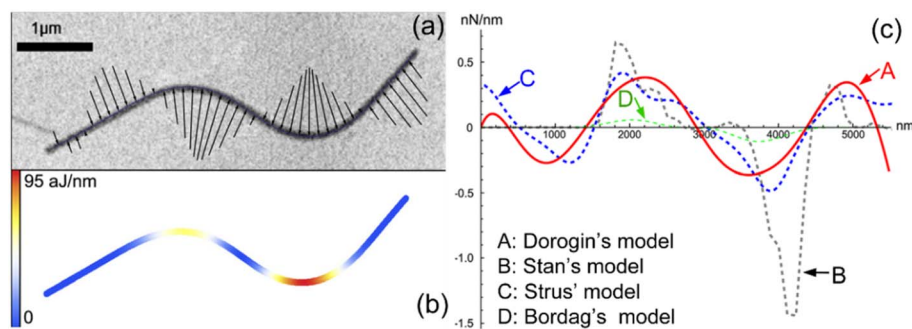 (a)
1µm
95 aJ/nm
0
(b)
nN/nm
(c)
0.5
0
-0.5
-1.0
-1.5
1000
2000
3000
4000
5000
nm
A
B
C
D
A: Dorogin's model
B: Stan's model
C: Strus' model
D: Bordag's model